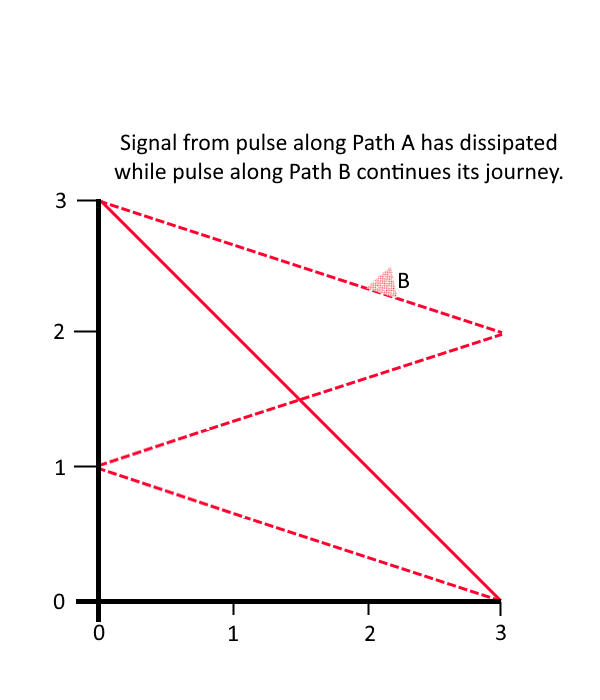 Signal from pulse along Path A has dissipated
while pulse along Path B continues its journey.
3
B
2
1
0
0 1 2 3